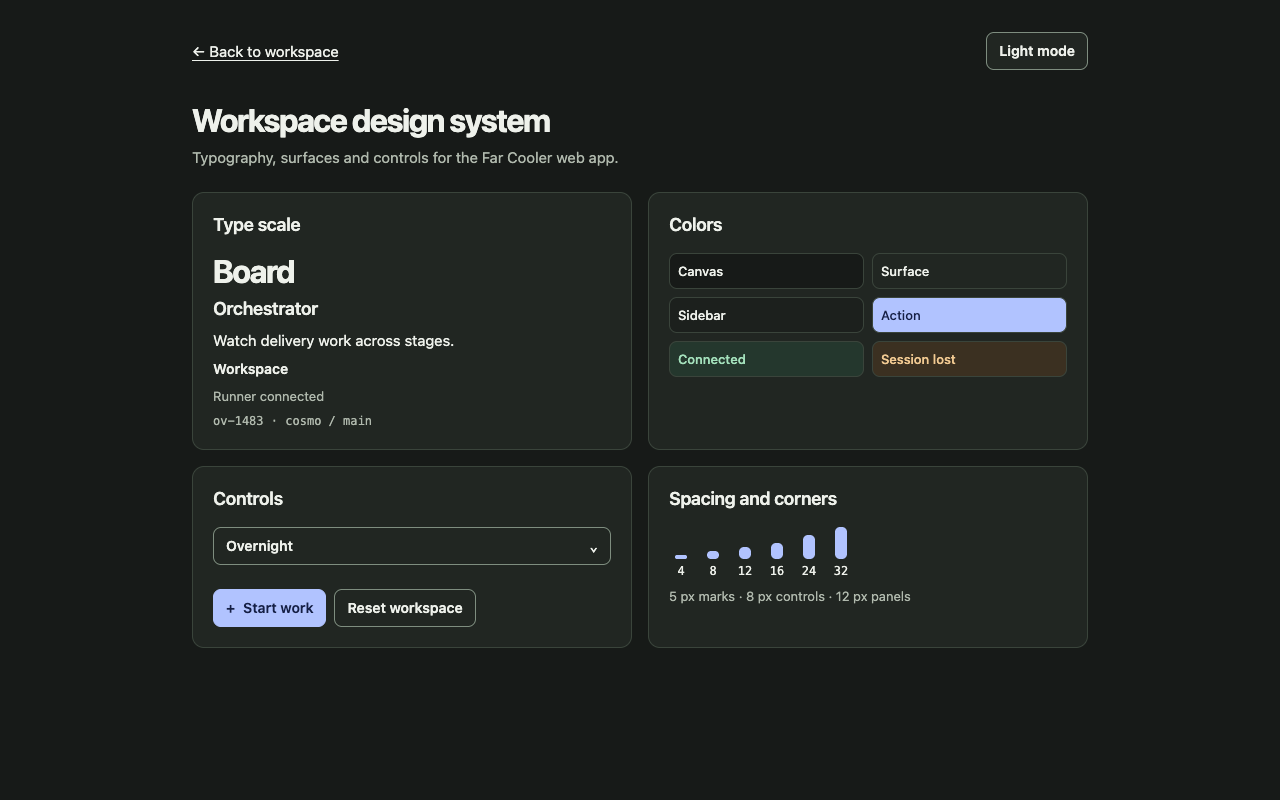 ← Back to workspace
Light mode
Workspace design system
Typography, surfaces and controls for the Far Cooler web app.
Type scale
Board
Orchestrator
Watch delivery work across stages.
Workspace
Runner connected
ov-1483 · cosmo / main
Colors
Canvas
Surface
Sidebar
Action
Connected
Session lost
Controls
Overnight
+ Start work
Reset workspace
Spacing and corners
4 8 12 16 24 32
5 px marks · 8 px controls · 12 px panels